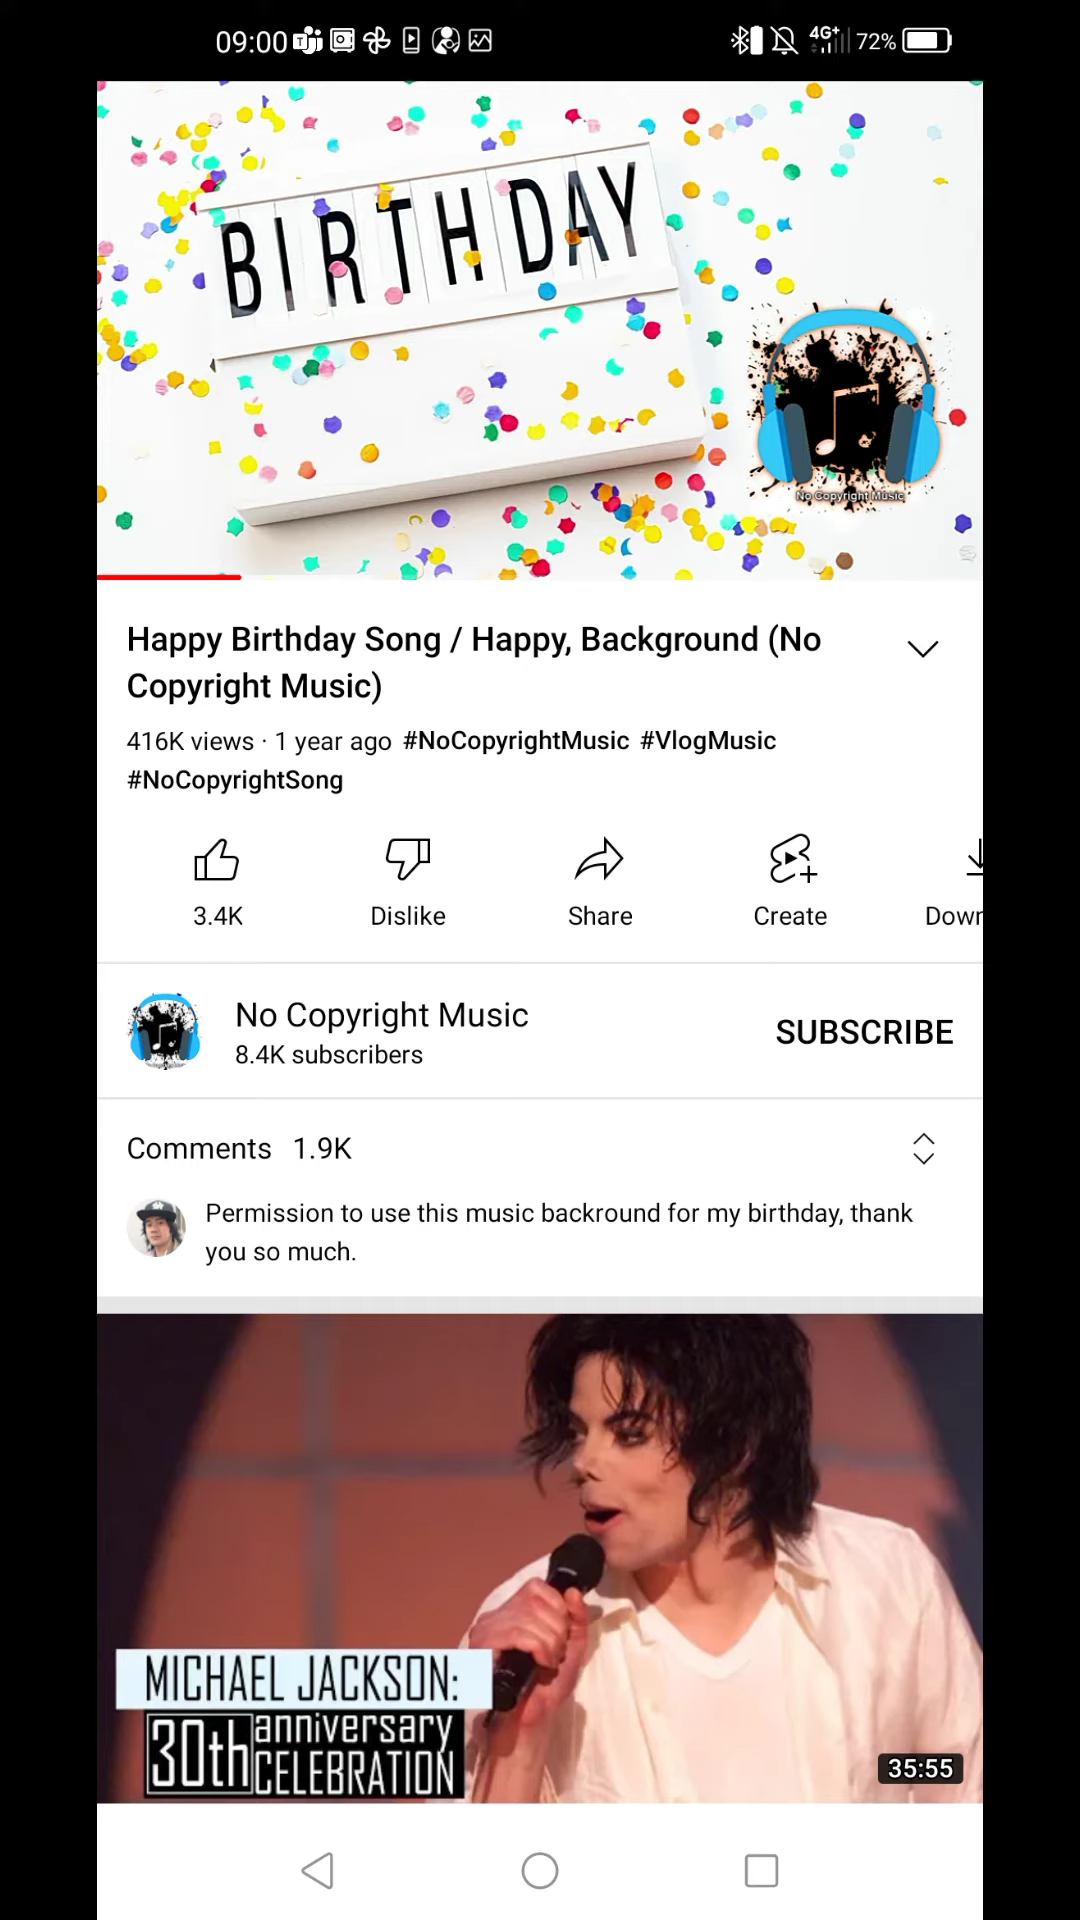 09:00
4G+ 72%
BIRTHDAY
No Copyright Music
Happy Birthday Song / Happy, Background (No
Copyright Music)
416K views · 1 year ago #NoCopyrightMusic #VlogMusic
#NoCopyrightSong
3.4K Dislike Share Create Dowr
No Copyright Music
8.4K subscribers
SUBSCRIBE
Comments 1.9K
Permission to use this music backround for my birthday, thank
you so much.
MICHAEL JACKSON:
30th anniversary
CELEBRATION
35:55